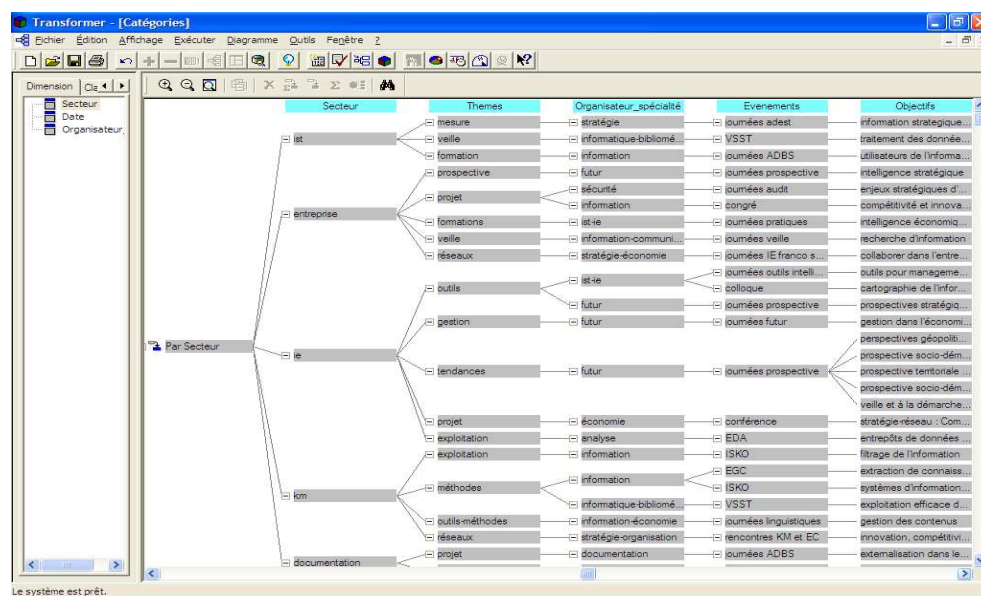 Transformer - [Catégories]
Fichier Édition Affichage Exécuter Diagramme Outils Fenêtre ?
Dimension
Secteur
Date
Organisateur
Secteur Themes Organisateur_spécialité Evenements Objectifs
mesure stratégie journées adest information strategique...
ist veille informatique-bibliomé... VSST traitement des donnée...
formation information journées ADBS utilisateurs de l'informa...
prospective futur journées prospective intelligence stratégique
projet sécurité journées audit enjeux stratégiques d'...
information congré compétitivité et innova...
entreprise formations ist-ie journées pratiques intelligence économiq...
veille information-communi... journées veille recherche d'information
réseaux stratégie-économie journées IE franco s... collaborer dans l'entre...
outils ist-ie journées outils intelli... outils pour manageme...
colloque cartographie de l'infor...
futur journées prospective prospectives stratégiq...
gestion futur journées futur gestion dans l'économi...
Par Secteur
perspectives géopoliti...
ie prospective socio-dém...
tendances futur journées prospective prospective territoriale ...
prospective socio-dém...
veille et à la démarche...
projet économie conférence stratégie-réseau : Com...
exploitation analyse EDA entrepôts de données ...
exploitation information ISKO filtrage de l'information
km méthodes information EGC extraction de connaiss...
ISKO systèmes d'information...
informatique-bibliomé... VSST exploitation efficace d...
outils-méthodes information-économie journées linguistiques gestion des contenus
réseaux stratégie-organisation rencontres KM et EC innovation, compétitivi...
documentation projet documentation journées ADBS externalisation dans le...
Le système est prêt.